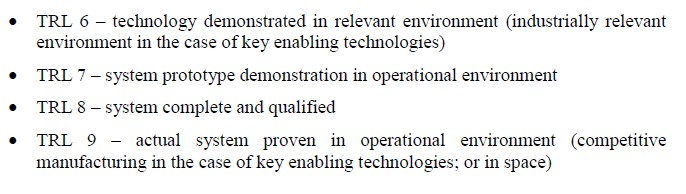 • TRL 6 – technology demonstrated in relevant environment (industrially relevant
environment in the case of key enabling technologies)
• TRL 7 – system prototype demonstration in operational environment
• TRL 8 – system complete and qualified
• TRL 9 – actual system proven in operational environment (competitive
manufacturing in the case of key enabling technologies; or in space)